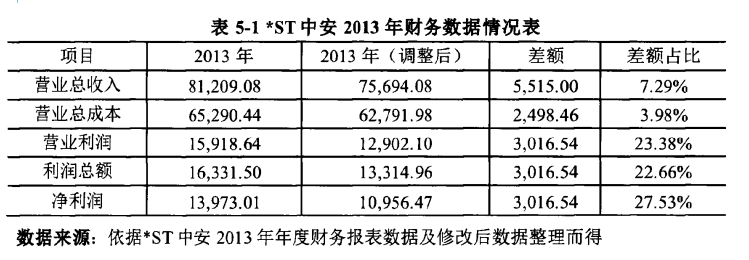 表 5-1 *ST 中安 2013 年财务数据情况表
项目 2013 年 2013 年（调整后） 差额 差额占比
营业总收入 81,209.08 75,694.08 5,515.00 7.29%
营业总成本 65,290.44 62,791.98 2,498.46 3.98%
营业利润 15,918.64 12,902.10 3,016.54 23.38%
利润总额 16,331.50 13,314.96 3,016.54 22.66%
净利润 13,973.01 10,956.47 3,016.54 27.53%
数据来源：依据*ST 中安 2013 年年度财务报表数据及修改后数据整理而得